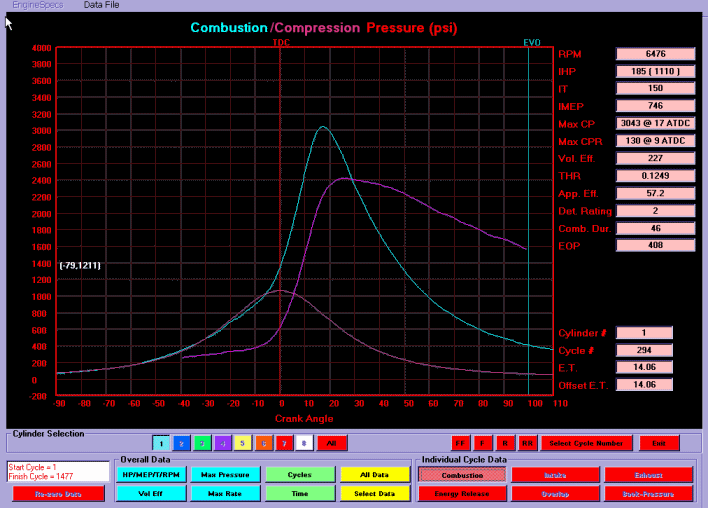 EngineSpecs Data File
Combustion/Compression Pressure (psi)
TDC EVO
4000
3800
3600
3400
3200
3000
2800
2600
2400
2200
2000
1800
1600
1400
1200
1000
800
600
400
200
0
-200
(-79,1211)
-90 -80 -70 -60 -50 -40 -30 -20 -10 0 10 20 30 40 50 60 70 80 90 100 110
Crank Angle
RPM 6476
IHP 185 ( 1110 )
IT 150
IMEP 746
Max CP 3043 @ 17 ATDC
Max CPR 130 @ 9 ATDC
Vol. Eff. 227
THR 0.1249
App. Eff. 57.2
Det. Rating 2
Comb. Dur. 46
EOP 408
Cylinder # 1
Cycle # 294
E.T. 14.06
Offset E.T. 14.06
Cylinder Selection
1 2 3 4 5 6 7 8 All
FF F R RR Select Cycle Number Exit
Start Cycle = 1
Finish Cycle = 1477
Re-zero Data
Overall Data
HP/MEP/T/RPM Max Pressure Cycles All Data
Vol Eff Max Rate Time Select Data
Individual Cycle Data
Combustion Intake Exhaust
Energy Release Overlap Back-Pressure